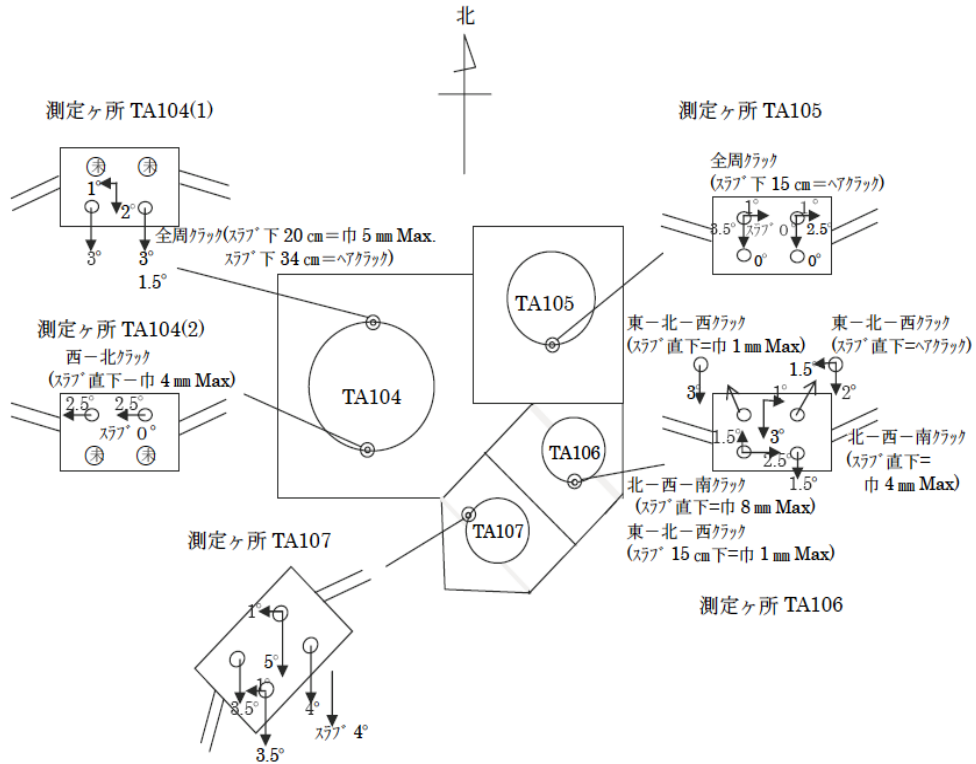 北
測定ヶ所 TA104(1)
未 未
1°
2°
3° 3°
1.5°
全周クラック(スラブ下 20 cm=巾 5 mm Max.
スラブ下 34 cm=ヘアクラック)
測定ヶ所 TA104(2)
西-北クラック
(スラブ直下-巾 4 mm Max)
2.5° 2.5°
スラブ 0°
未 未
TA104
TA105
TA106
TA107
測定ヶ所 TA105
全周クラック
(スラブ下 15 cm=ヘアクラック)
1° 1°
3.5° スラブ 0° 2.5°
0° 0°
東-北-西クラック
(スラブ直下=巾 1 mm Max)
東-北-西クラック
(スラブ直下=ヘアクラック)
1.5°
3° 1° 2°
1.5° 3°
2.5°
1.5°
北-西-南クラック
(スラブ直下=
巾 4 mm Max)
北-西-南クラック
(スラブ直下=巾 8 mm Max)
東-北-西クラック
(スラブ 15 cm下=巾 1 mm Max)
測定ヶ所 TA106
測定ヶ所 TA107
1°
5°
1°
3.5° 4°
スラブ 4°
3.5°